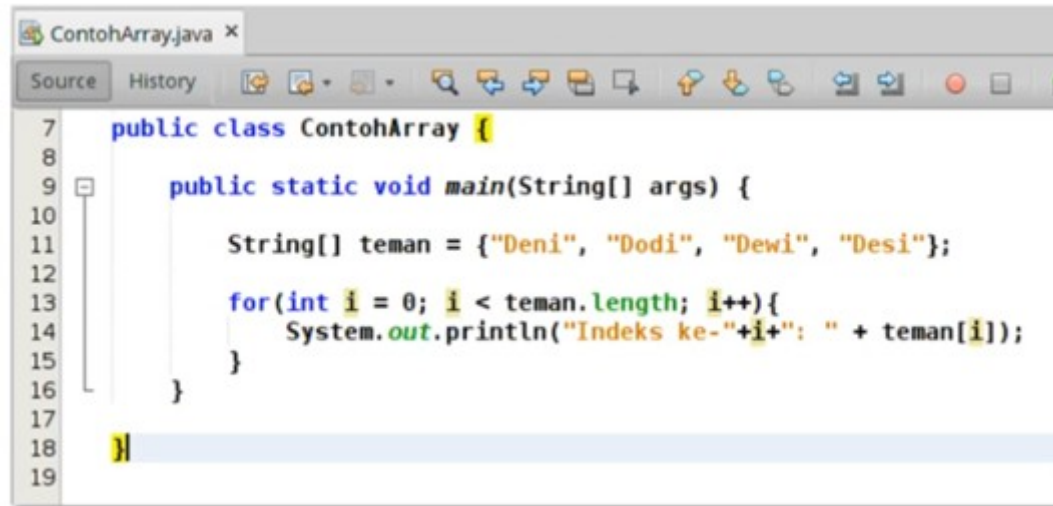 ContohArray.java ×
Source History
7 public class ContohArray {
8
9 public static void main(String[] args) {
10
11 String[] teman = {"Deni", "Dodi", "Dewi", "Desi"};
12
13 for(int i = 0; i < teman.length; i++){
14 System.out.println("Indeks ke-"+i+": " + teman[i]);
15 }
16 }
17
18 }
19